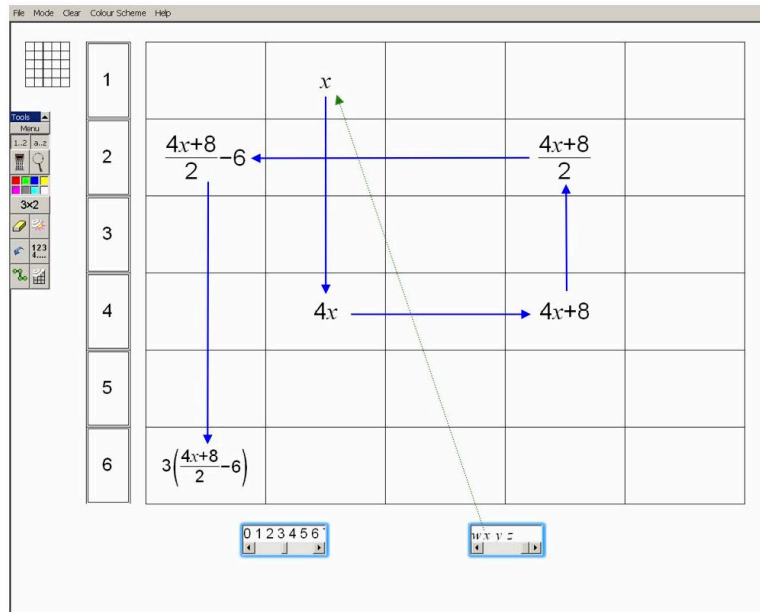 File Mode Clear Colour Scheme Help
1
x
Tools
Menu
1..2 a..z
2
(4x+8)/2 −6
(4x+8)/2
3×2
3
123
4....
4
4x
4x+8
5
6
3((4x+8)/2 −6)
0 1 2 3 4 5 6
w x y z